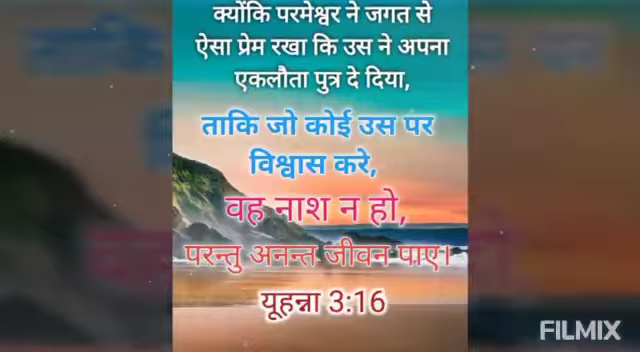 क्योंकि परमेश्वर ने जगत से
ऐसा प्रेम रखा कि उस ने अपना
एकलौता पुत्र दे दिया,
ताकि जो कोई उस पर
विश्वास करे,
वह नाश न हो,
परन्तु अनन्त जीवन पाए।
यूहन्ना 3:16
FILMIX